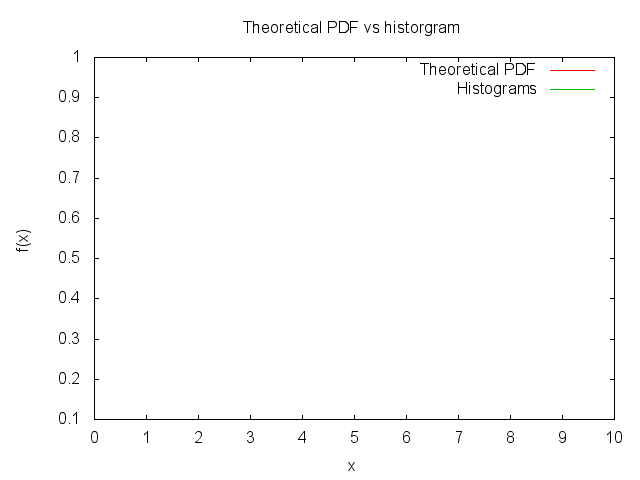 Theoretical PDF vs historgram
Theoretical PDF
Histograms
1
0.9
0.8
0.7
0.6
0.5
0.4
0.3
0.2
0.1
f(x)
0 1 2 3 4 5 6 7 8 9 10
x